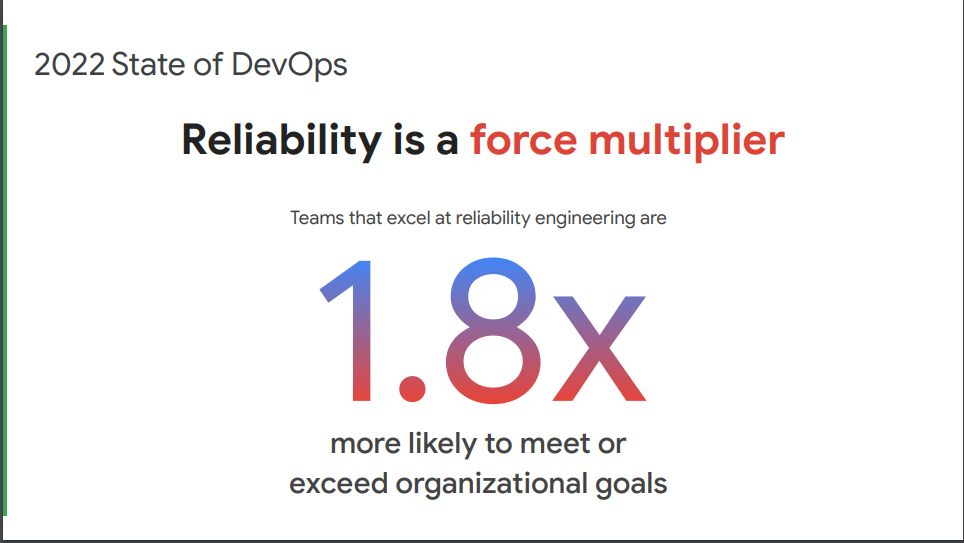 2022 State of DevOps
Reliability is a force multiplier
Teams that excel at reliability engineering are
1.8x
more likely to meet or
exceed organizational goals